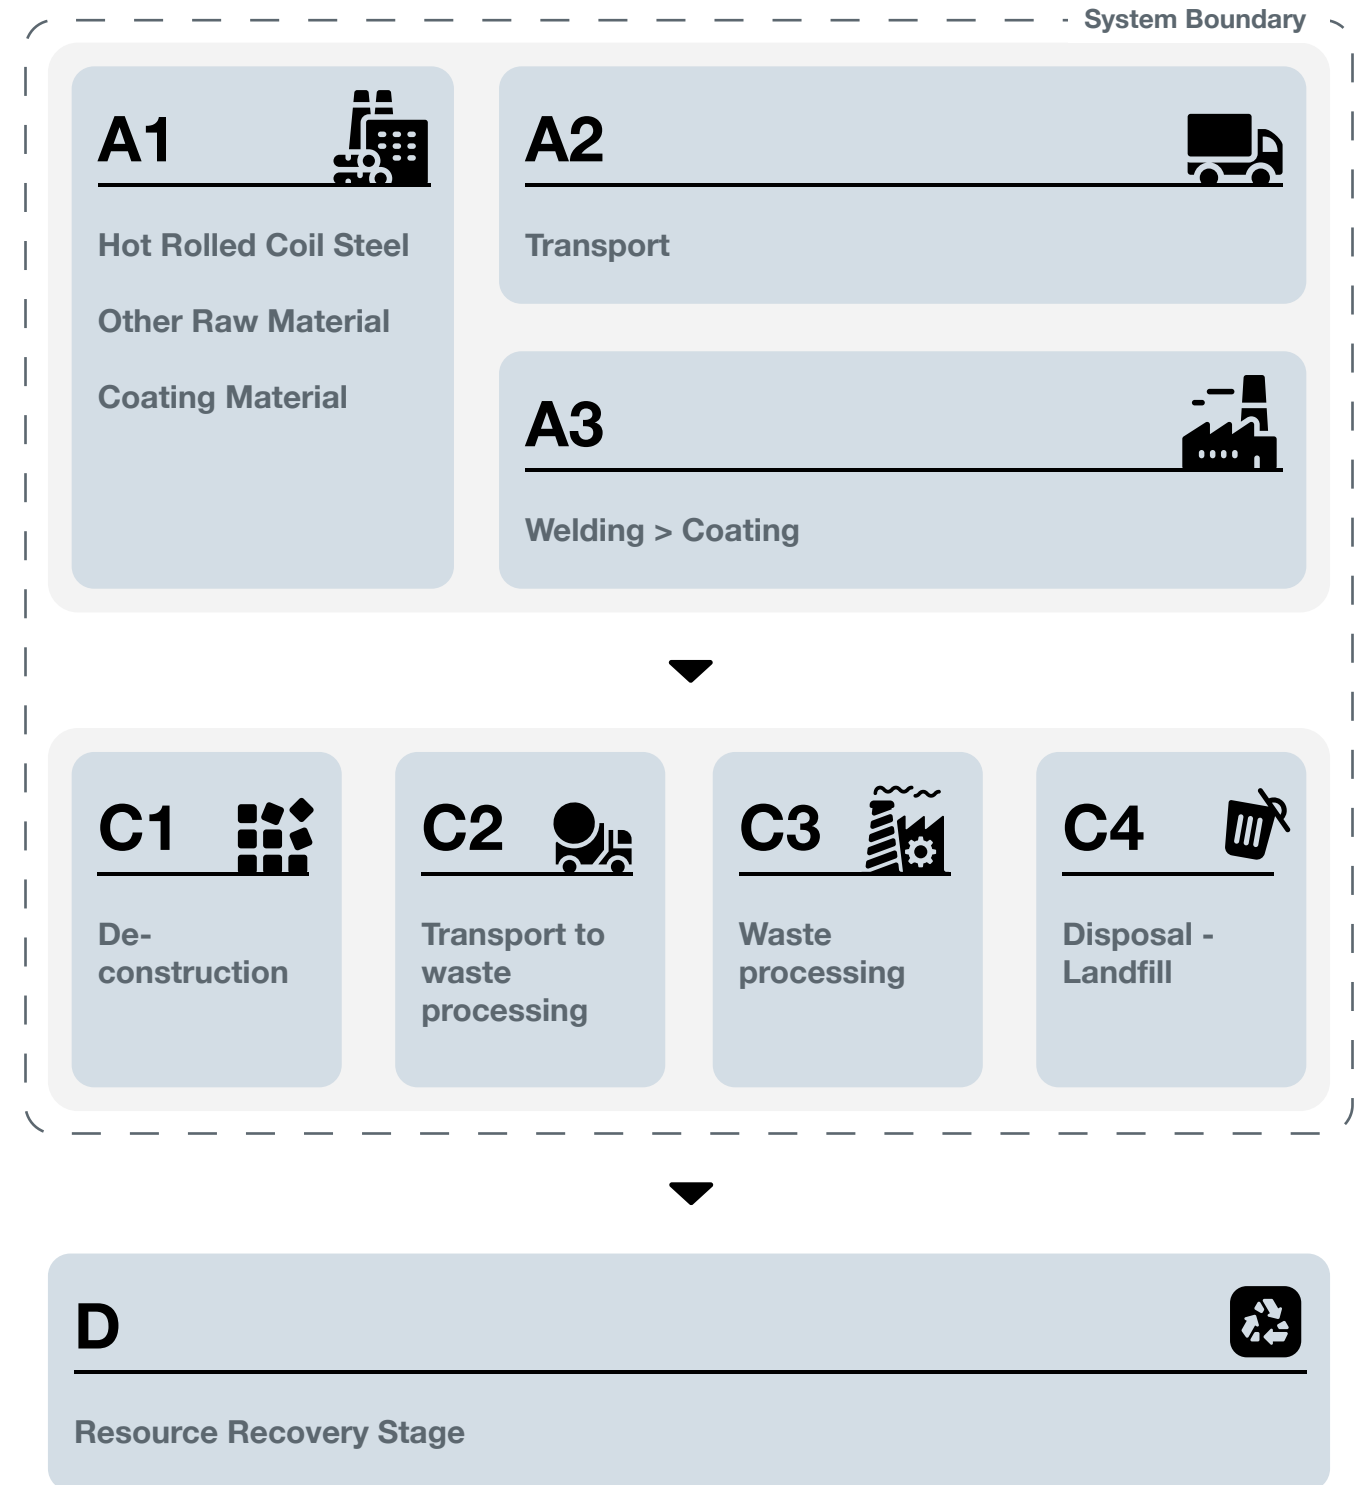 System Boundary
A1
Hot Rolled Coil Steel
Other Raw Material
Coating Material
A2
Transport
A3
Welding > Coating
C1
De-
construction
C2
Transport to
waste
processing
C3
Waste
processing
C4
Disposal -
Landfill
D
Resource Recovery Stage